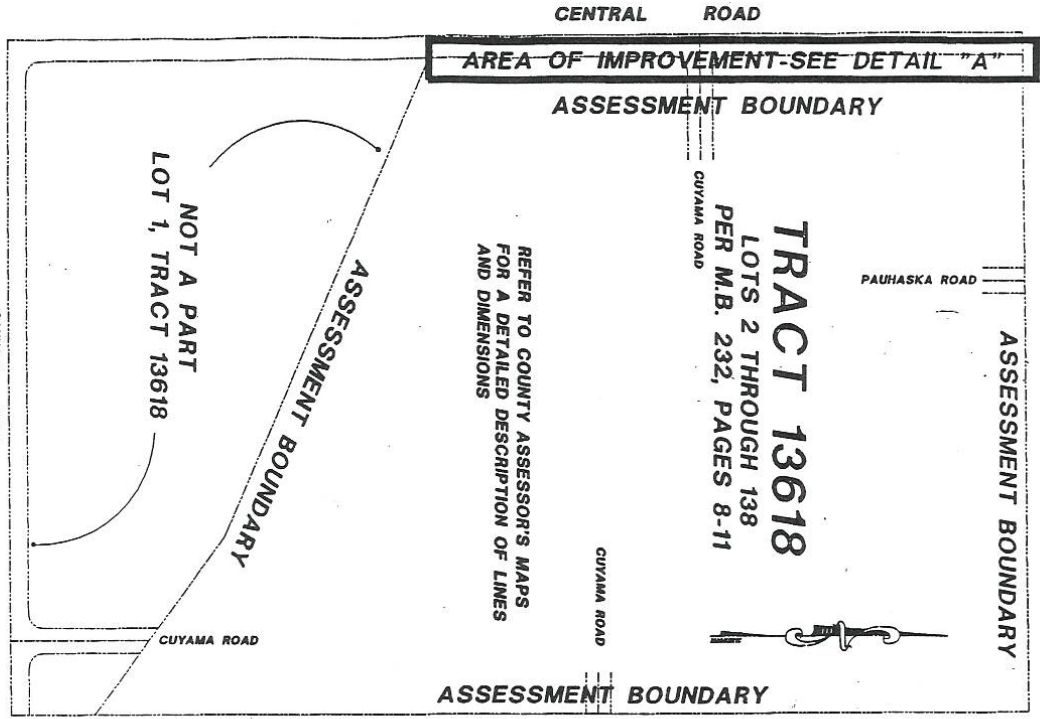 CENTRAL ROAD
AREA OF IMPROVEMENT-SEE DETAIL "A"
ASSESSMENT BOUNDARY
NOT A PART
LOT 1, TRACT 13618
ASSESSMENT BOUNDARY
REFER TO COUNTY ASSESSOR'S MAPS
FOR A DETAILED DESCRIPTION OF LINES
AND DIMENSIONS
CUYAMA ROAD
TRACT 13618
LOTS 2 THROUGH 138
PER M.B. 232, PAGES 8-11
PAUHASKA ROAD
ASSESSMENT BOUNDARY
CUYAMA ROAD
CUYAMA ROAD
ASSESSMENT BOUNDARY